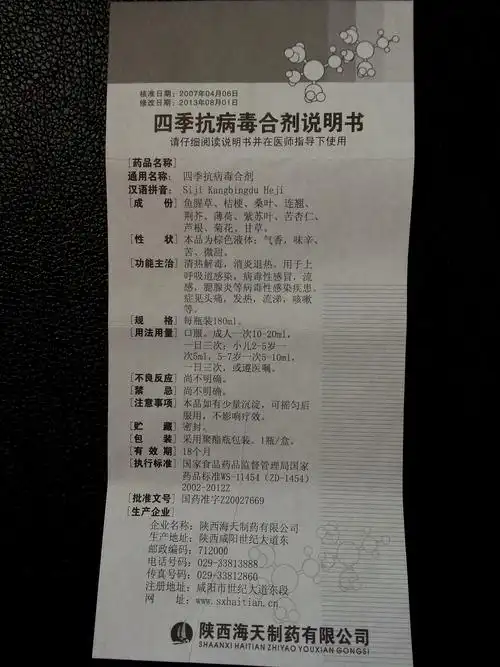 核准日期：2007年04月06日
修改日期：2013年08月01日
四季抗病毒合剂说明书
请仔细阅读说明书并在医师指导下使用
[药品名称]
通用名称：四季抗病毒合剂
汉语拼音：Siji Kangbingdu Heji
[成　份] 鱼腥草、桔梗、桑叶、连翘、
荆芥、薄荷、紫苏叶、苦杏仁、
芦根、菊花、甘草。
[性　状] 本品为棕色液体；气香，味辛、
苦、微甜。
[功能主治] 清热解毒，消炎退热。用于上
呼吸道感染，病毒性感冒，流
感，腮腺炎等病毒性感染疾患。
症见头痛，发热，流涕，咳嗽
等。
[规　格] 每瓶装180ml。
[用法用量] 口服。成人一次10-20ml，
一日三次；小儿2-5岁一
次5ml，5-7岁一次5-10ml，
一日三次，或遵医嘱。
[不良反应] 尚不明确。
[禁　忌] 尚不明确。
[注意事项] 本品如有少量沉淀，可摇匀后
服用，不影响疗效。
[贮　藏] 密封。
[包　装] 采用聚酯瓶包装。1瓶/盒。
[有 效 期] 18个月
[执行标准] 国家食品药品监督管理局国家
药品标准WS-11454（ZD-1454）
2002-2012Z
[批准文号] 国药准字Z20027669
[生产企业]
企业名称：陕西海天制药有限公司
生产地址：陕西咸阳世纪大道东
邮政编码：712000
电话号码：029-33813888
传真号码：029-33812860
注册地址：咸阳市世纪大道东段
网　　址：www.sxhaitian.cn
陕西海天制药有限公司
SHAANXI HAITIAN ZHIYAO YOUXIAN GONGSI